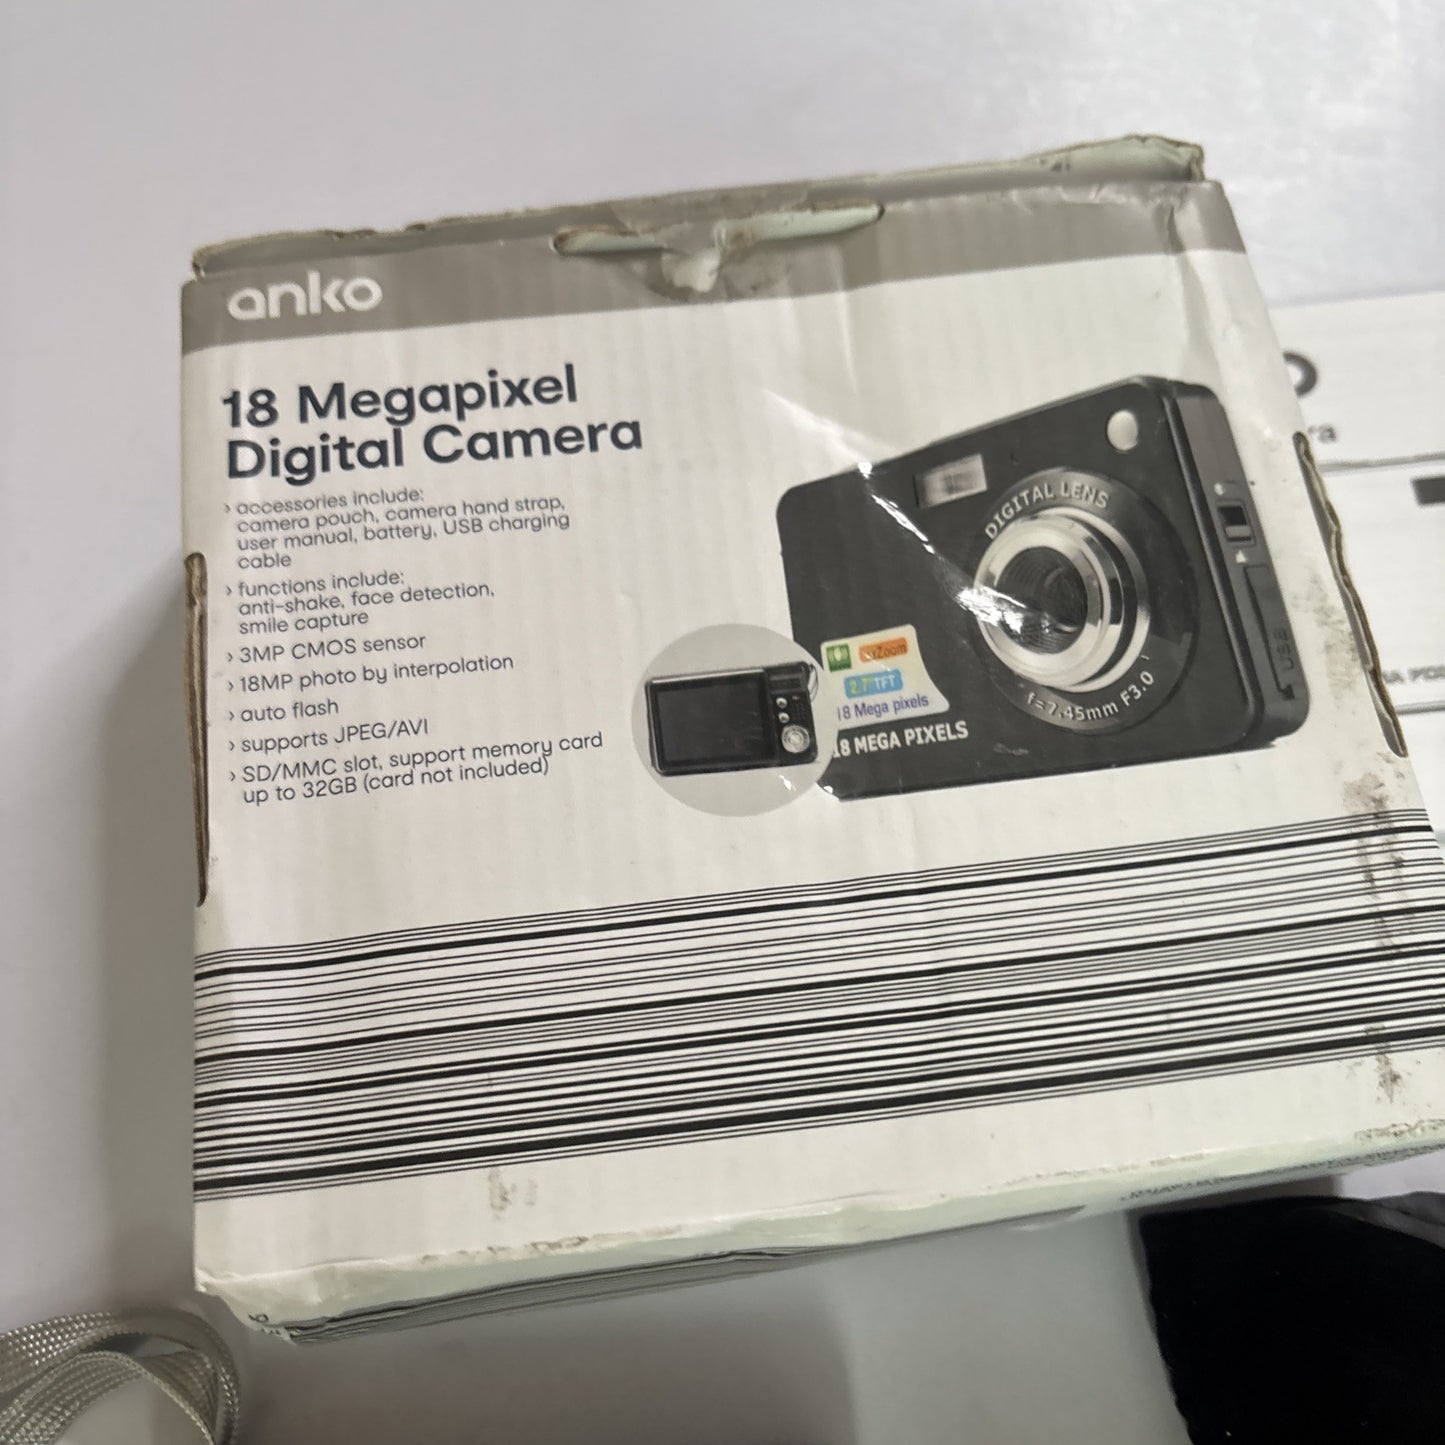 anko
18 Megapixel
Digital Camera
› accessories include:
camera pouch, camera hand strap,
user manual, battery, USB charging
cable
› functions include:
anti-shake, face detection,
smile capture
› 3MP CMOS sensor
› 18MP photo by interpolation
› auto flash
› supports JPEG/AVI
› SD/MMC slot, support memory card
up to 32GB (card not included)
DIGITAL LENS
f=7.45mm F3.0
2.7" TFT
18 Mega pixels
18 MEGA PIXELS
USB